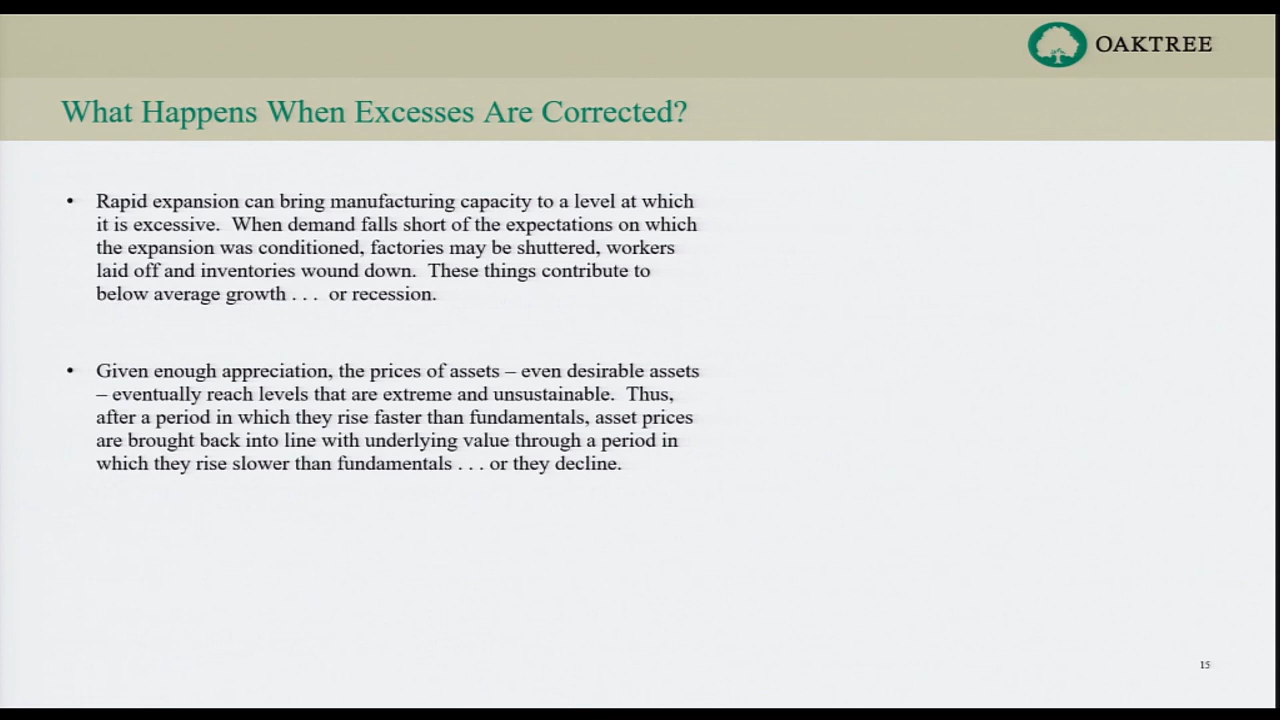 OAKTREE
What Happens When Excesses Are Corrected?
• Rapid expansion can bring manufacturing capacity to a level at which
it is excessive.  When demand falls short of the expectations on which
the expansion was conditioned, factories may be shuttered, workers
laid off and inventories wound down.  These things contribute to
below average growth . . .  or recession.
• Given enough appreciation, the prices of assets – even desirable assets
– eventually reach levels that are extreme and unsustainable.  Thus,
after a period in which they rise faster than fundamentals, asset prices
are brought back into line with underlying value through a period in
which they rise slower than fundamentals . . . or they decline.
15